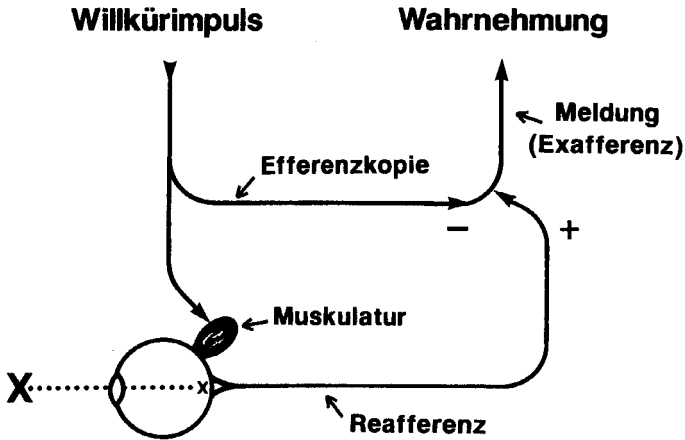 Willkürimpuls
Wahrnehmung
Meldung
(Exafferenz)
Efferenzkopie
− +
Muskulatur
X x
Reafferenz